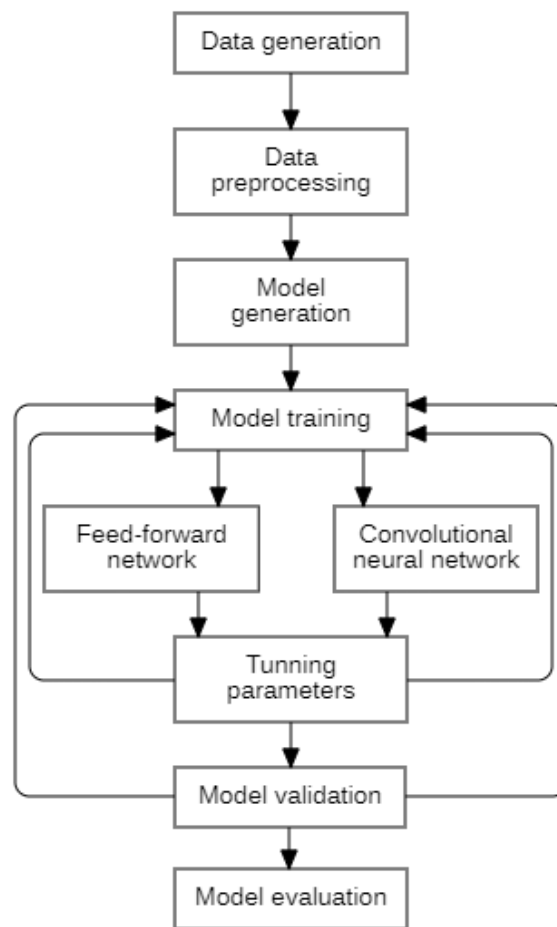 Data generation
Data
preprocessing
Model
generation
Model training
Feed-forward
network
Convolutional
neural network
Tunning
parameters
Model validation
Model evaluation